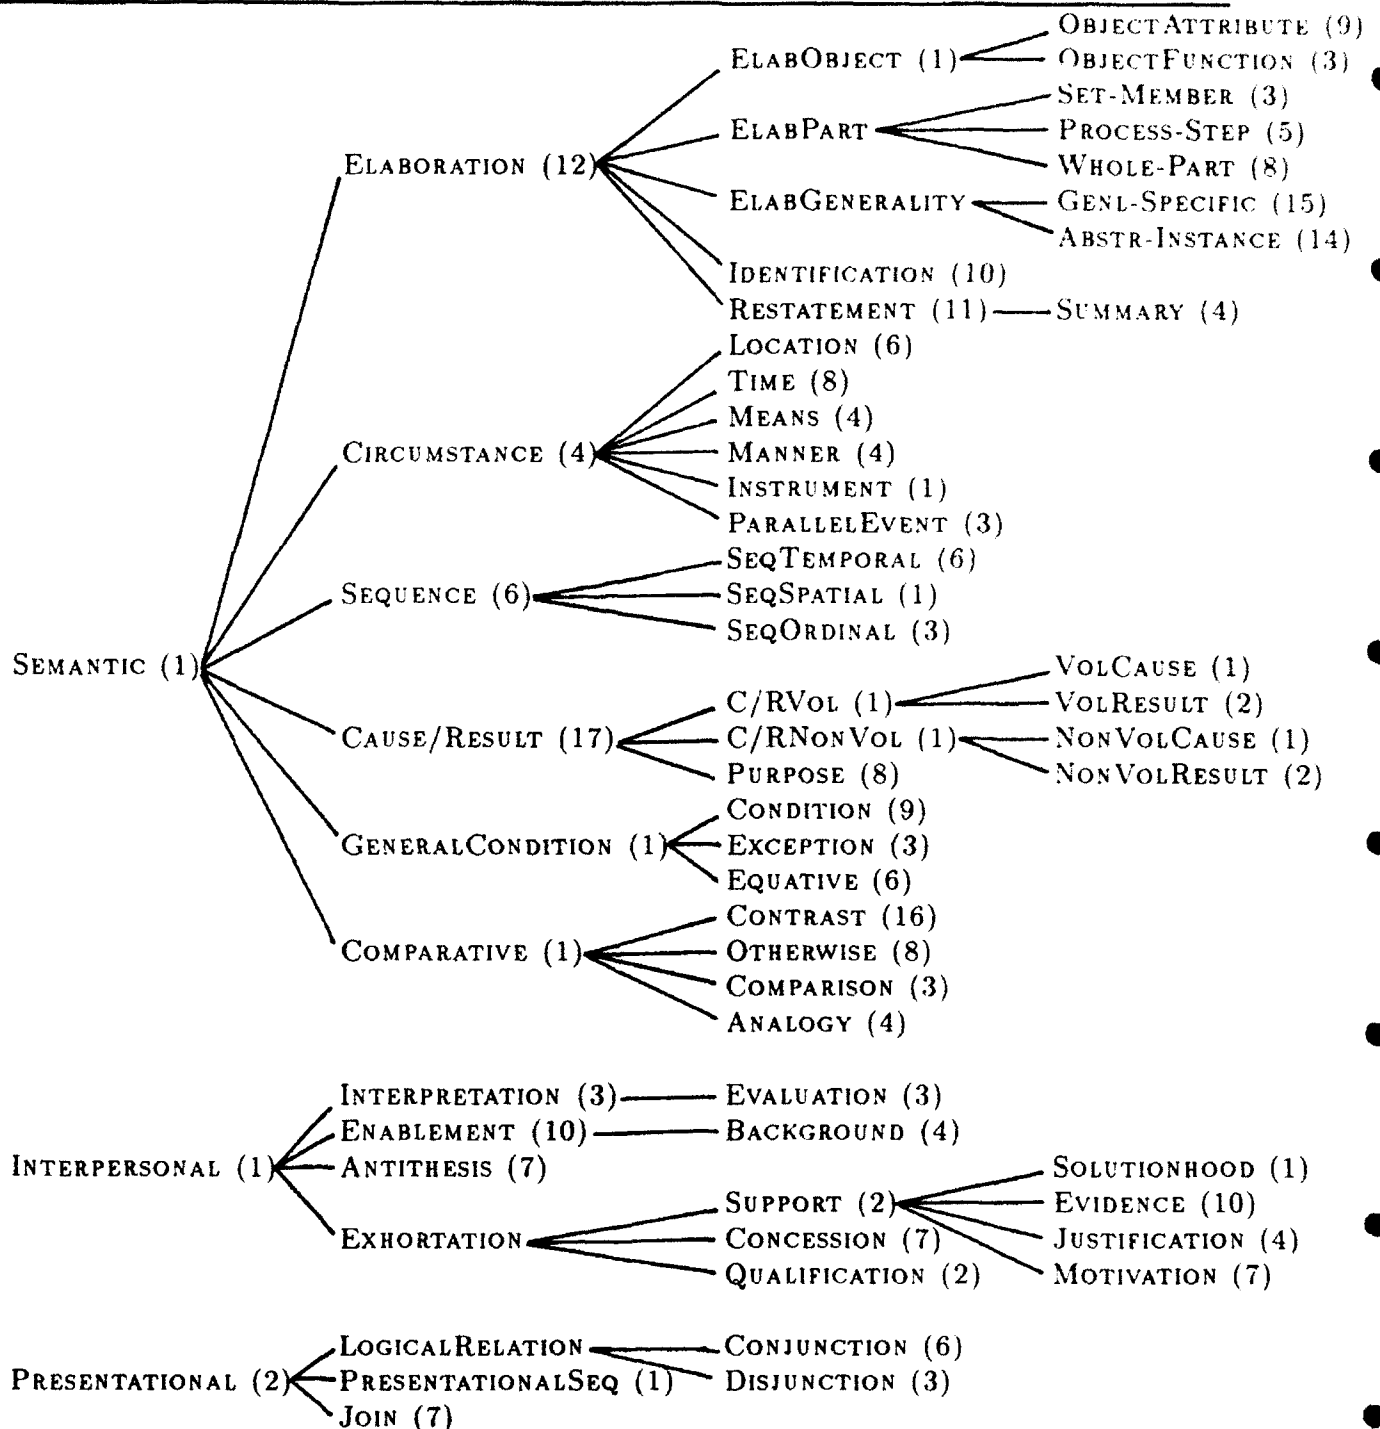 OBJECTATTRIBUTE (9)
ELABOBJECT (1) OBJECTFUNCTION (3)
SET-MEMBER (3)
ELABPART PROCESS-STEP (5)
ELABORATION (12) WHOLE-PART (8)
ELABGENERALITY GENL-SPECIFIC (15)
ABSTR-INSTANCE (14)
IDENTIFICATION (10)
RESTATEMENT (11) SUMMARY (4)
LOCATION (6)
TIME (8)
MEANS (4)
CIRCUMSTANCE (4) MANNER (4)
INSTRUMENT (1)
PARALLELEVENT (3)
SEQTEMPORAL (6)
SEQUENCE (6) SEQSPATIAL (1)
SEQORDINAL (3)
SEMANTIC (1) VOLCAUSE (1)
C/RVOL (1) VOLRESULT (2)
CAUSE/RESULT (17) C/RNONVOL (1) NONVOLCAUSE (1)
PURPOSE (8) NONVOLRESULT (2)
CONDITION (9)
GENERALCONDITION (1) EXCEPTION (3)
EQUATIVE (6)
CONTRAST (16)
COMPARATIVE (1) OTHERWISE (8)
COMPARISON (3)
ANALOGY (4)
INTERPRETATION (3) EVALUATION (3)
ENABLEMENT (10) BACKGROUND (4)
INTERPERSONAL (1) ANTITHESIS (7) SOLUTIONHOOD (1)
SUPPORT (2) EVIDENCE (10)
EXHORTATION CONCESSION (7) JUSTIFICATION (4)
QUALIFICATION (2) MOTIVATION (7)
LOGICALRELATION CONJUNCTION (6)
PRESENTATIONAL (2) PRESENTATIONALSEQ (1) DISJUNCTION (3)
JOIN (7)